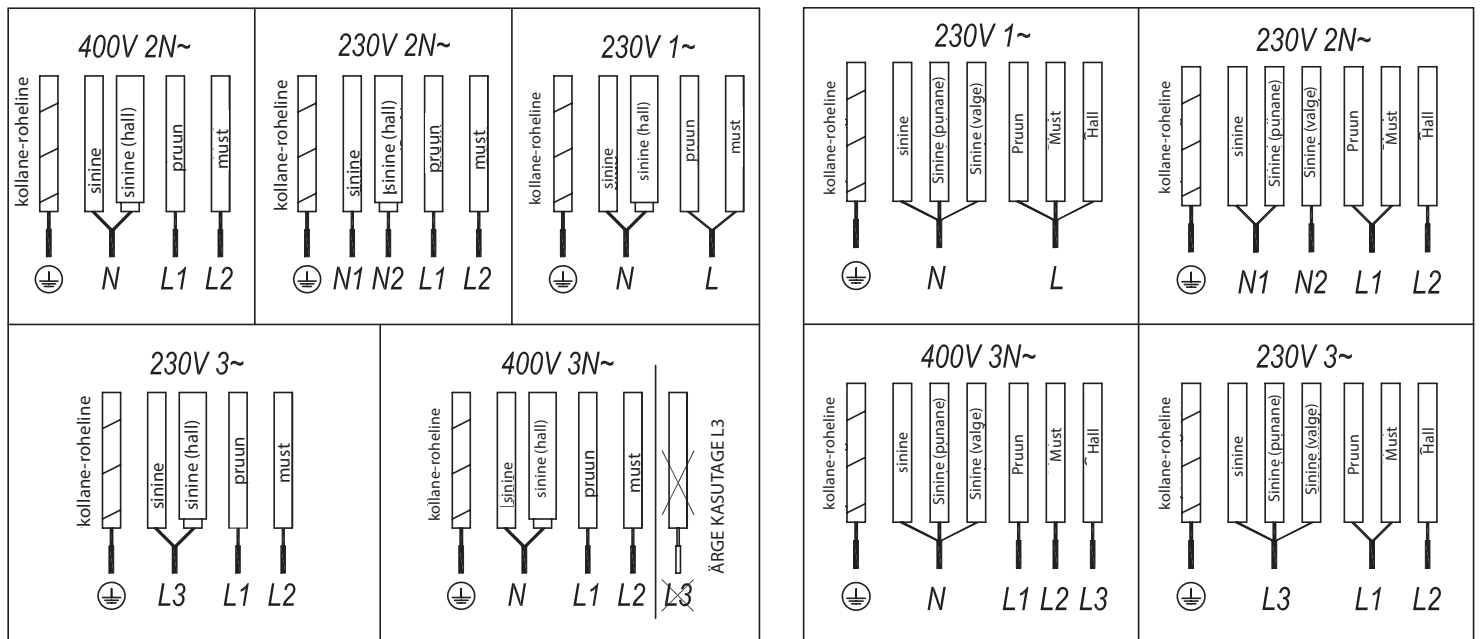 400V 2N~
kollane-roheline
sinine
sinine (hall)
pruun
must
N
L1
L2
230V 2N~
kollane-roheline
sinine
sinine (hall)
pruun
must
N1
N2
L1
L2
230V 1~
kollane-roheline
sinine
sinine (hall)
pruun
must
N
L
230V 3~
kollane-roheline
sinine
sinine (hall)
pruun
must
L3
L1
L2
400V 3N~
kollane-roheline
sinine
sinine (hall)
pruun
must
ÄRGE KASUTAGE L3
N
L1
L2
L3
230V 1~
kollane-roheline
sinine
Sinine (punane)
Sinine (valge)
Pruun
Must
Hall
N
L
230V 2N~
kollane-roheline
sinine
Sinine (punane)
Sinine (valge)
Pruun
Must
Hall
N1
N2
L1
L2
400V 3N~
kollane-roheline
sinine
Sinine (punane)
Sinine (valge)
Pruun
Must
Hall
N
L1
L2
L3
230V 3~
kollane-roheline
sinine
Sinine (punane)
Sinine (valge)
Pruun
Must
Hall
L3
L1
L2